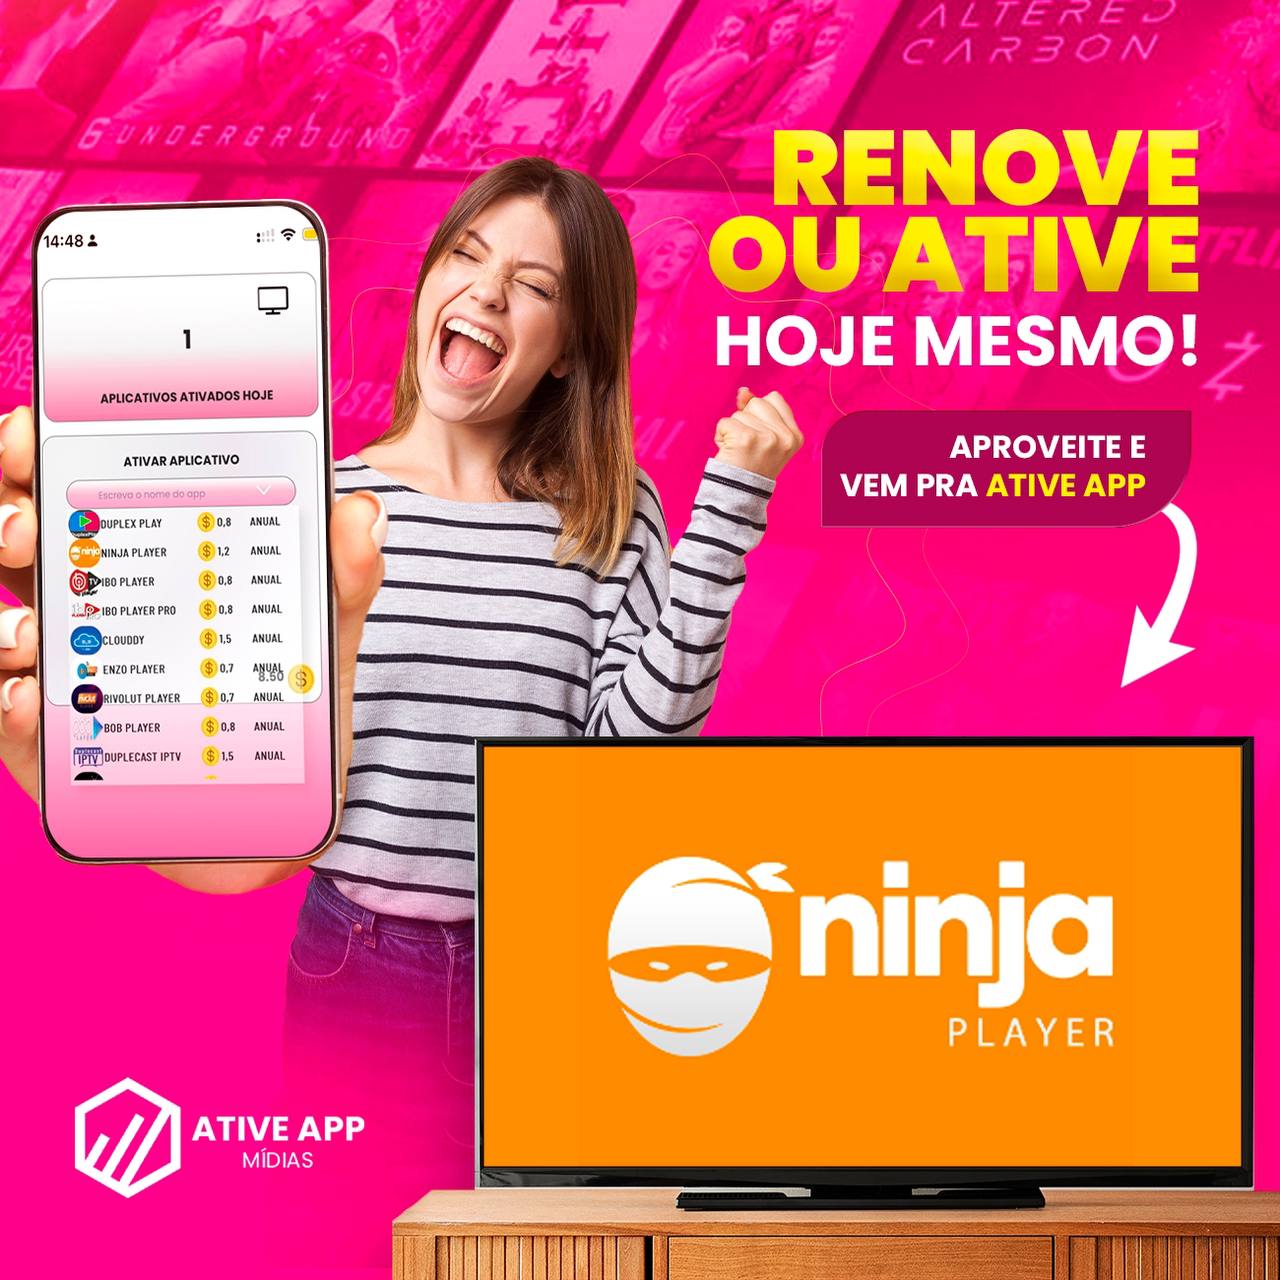 ALTERED
CARBON
6 UNDERGROUND
RENOVE
OU ATIVE
HOJE MESMO!
APROVEITE E
VEM PRA ATIVE APP
14:48
1
APLICATIVOS ATIVADOS HOJE
ATIVAR APLICATIVO
Escreva o nome do app
DUPLEX PLAY $ 0,8 ANUAL
NINJA PLAYER $ 1,2 ANUAL
IBO PLAYER $ 0,8 ANUAL
IBO PLAYER PRO $ 0,8 ANUAL
CLOUDDY $ 1,5 ANUAL
ENZO PLAYER $ 0,7 ANUAL
8.50 $
RIVOLUT PLAYER $ 0,7 ANUAL
BOB PLAYER $ 0,8 ANUAL
DUPLECAST IPTV $ 1,5 ANUAL
ninja
PLAYER
ATIVE APP
MÍDIAS